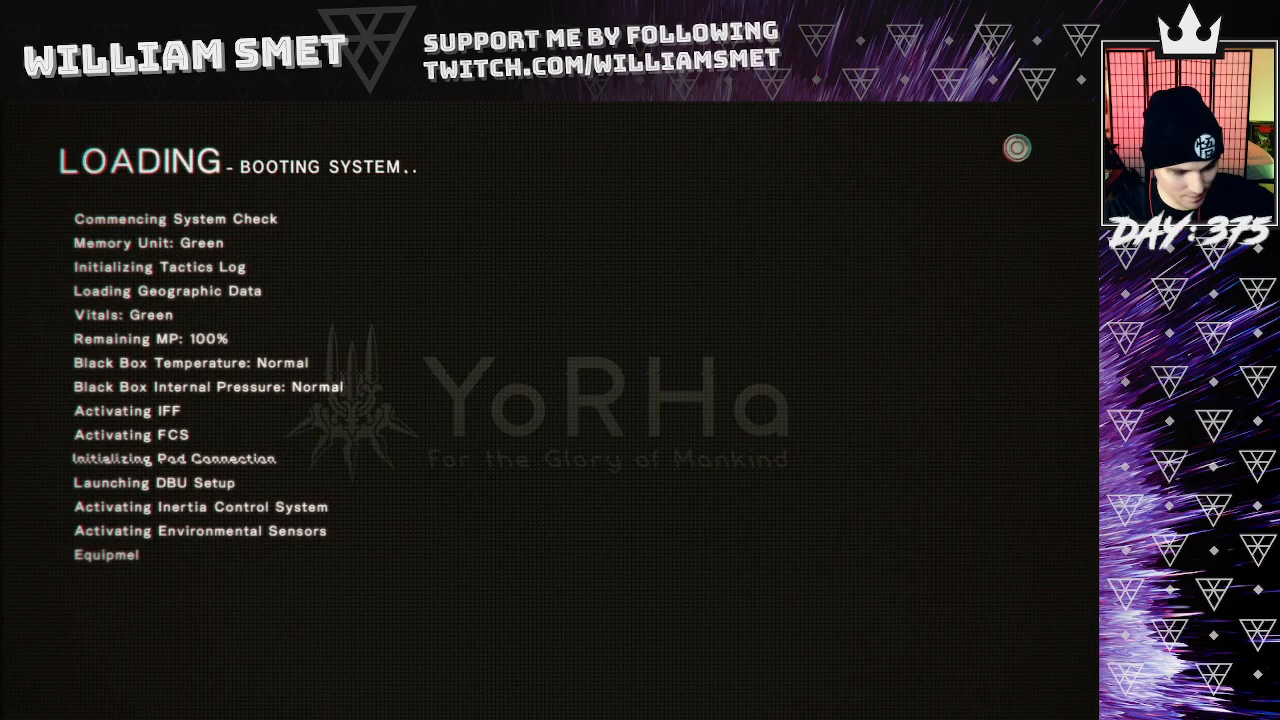 WILLIAM SMET
SUPPORT ME BY FOLLOWING
TWITCH.COM/WILLIAMSMET
DAY: 375
LOADING - BOOTING SYSTEM..
Commencing System Check
Memory Unit: Green
Initializing Tactics Log
Loading Geographic Data
Vitals: Green
Remaining MP: 100%
Black Box Temperature: Normal
Black Box Internal Pressure: Normal
Activating IFF
Activating FCS
Initializing Pod Connection
Launching DBU Setup
Activating Inertia Control System
Activating Environmental Sensors
Equipmel
YoRHa
For the Glory of Mankind